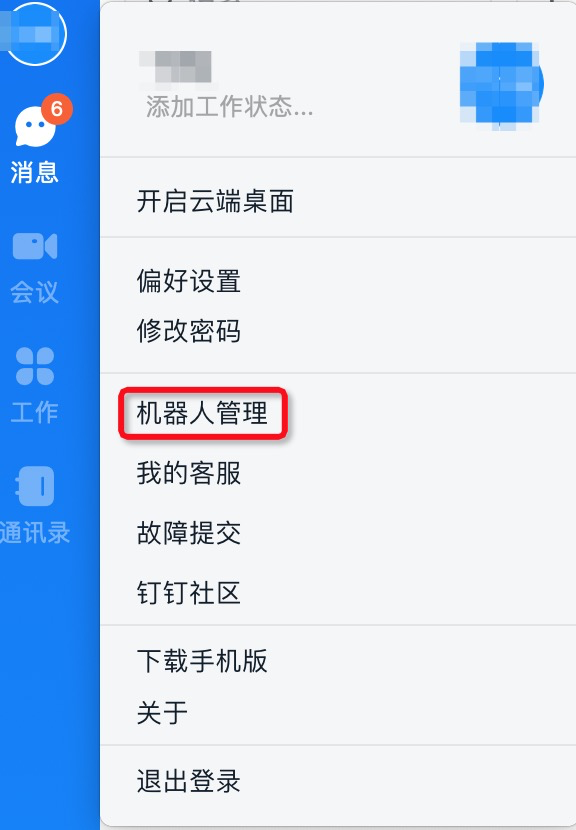 6
消息
会议
工作
通讯录
添加工作状态...
开启云端桌面
偏好设置
修改密码
机器人管理
我的客服
故障提交
钉钉社区
下载手机版
关于
退出登录